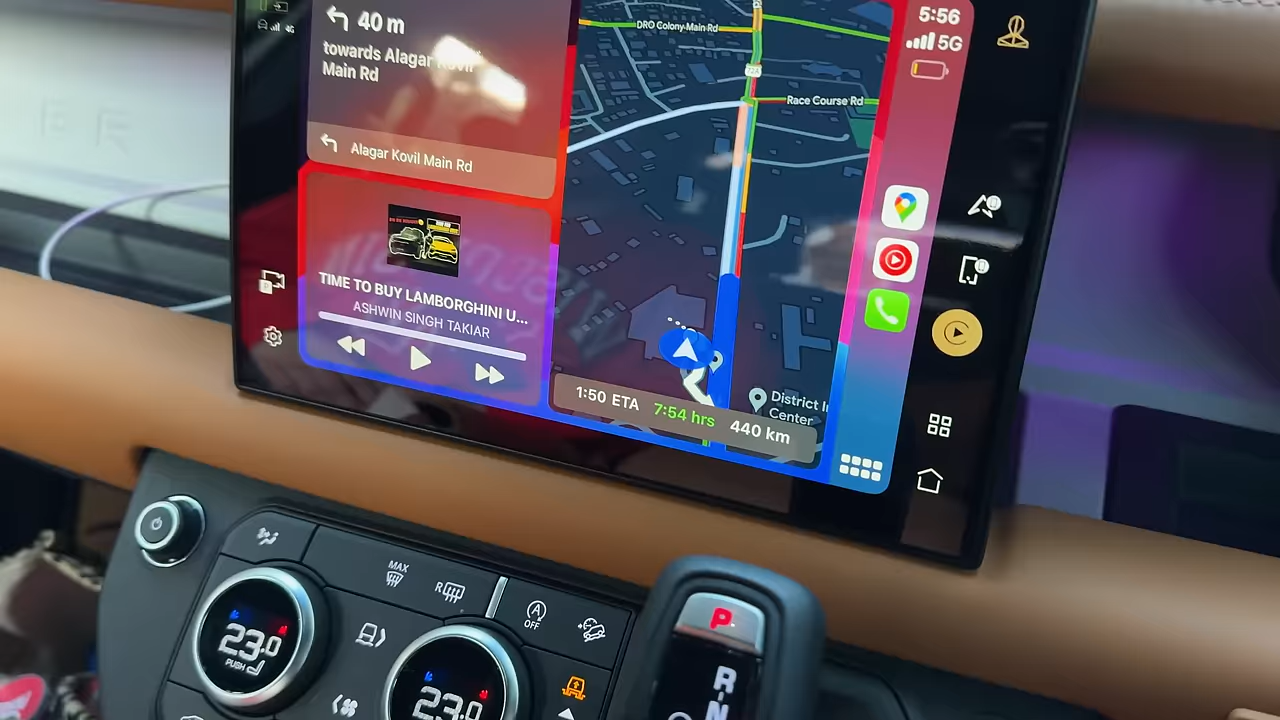 40 m
towards Alagar Kovil
Main Rd
Alagar Kovil Main Rd
TIME TO BUY LAMBORGHINI U...
ASHWIN SINGH TAKIAR
DRO Colony Main Rd
Race Course Rd
District
Center
1:50 ETA 7:54 hrs 440 km
5:56
5G
4G
MAX
R
A
OFF
23.0
PUSH
23.0
P
R
N